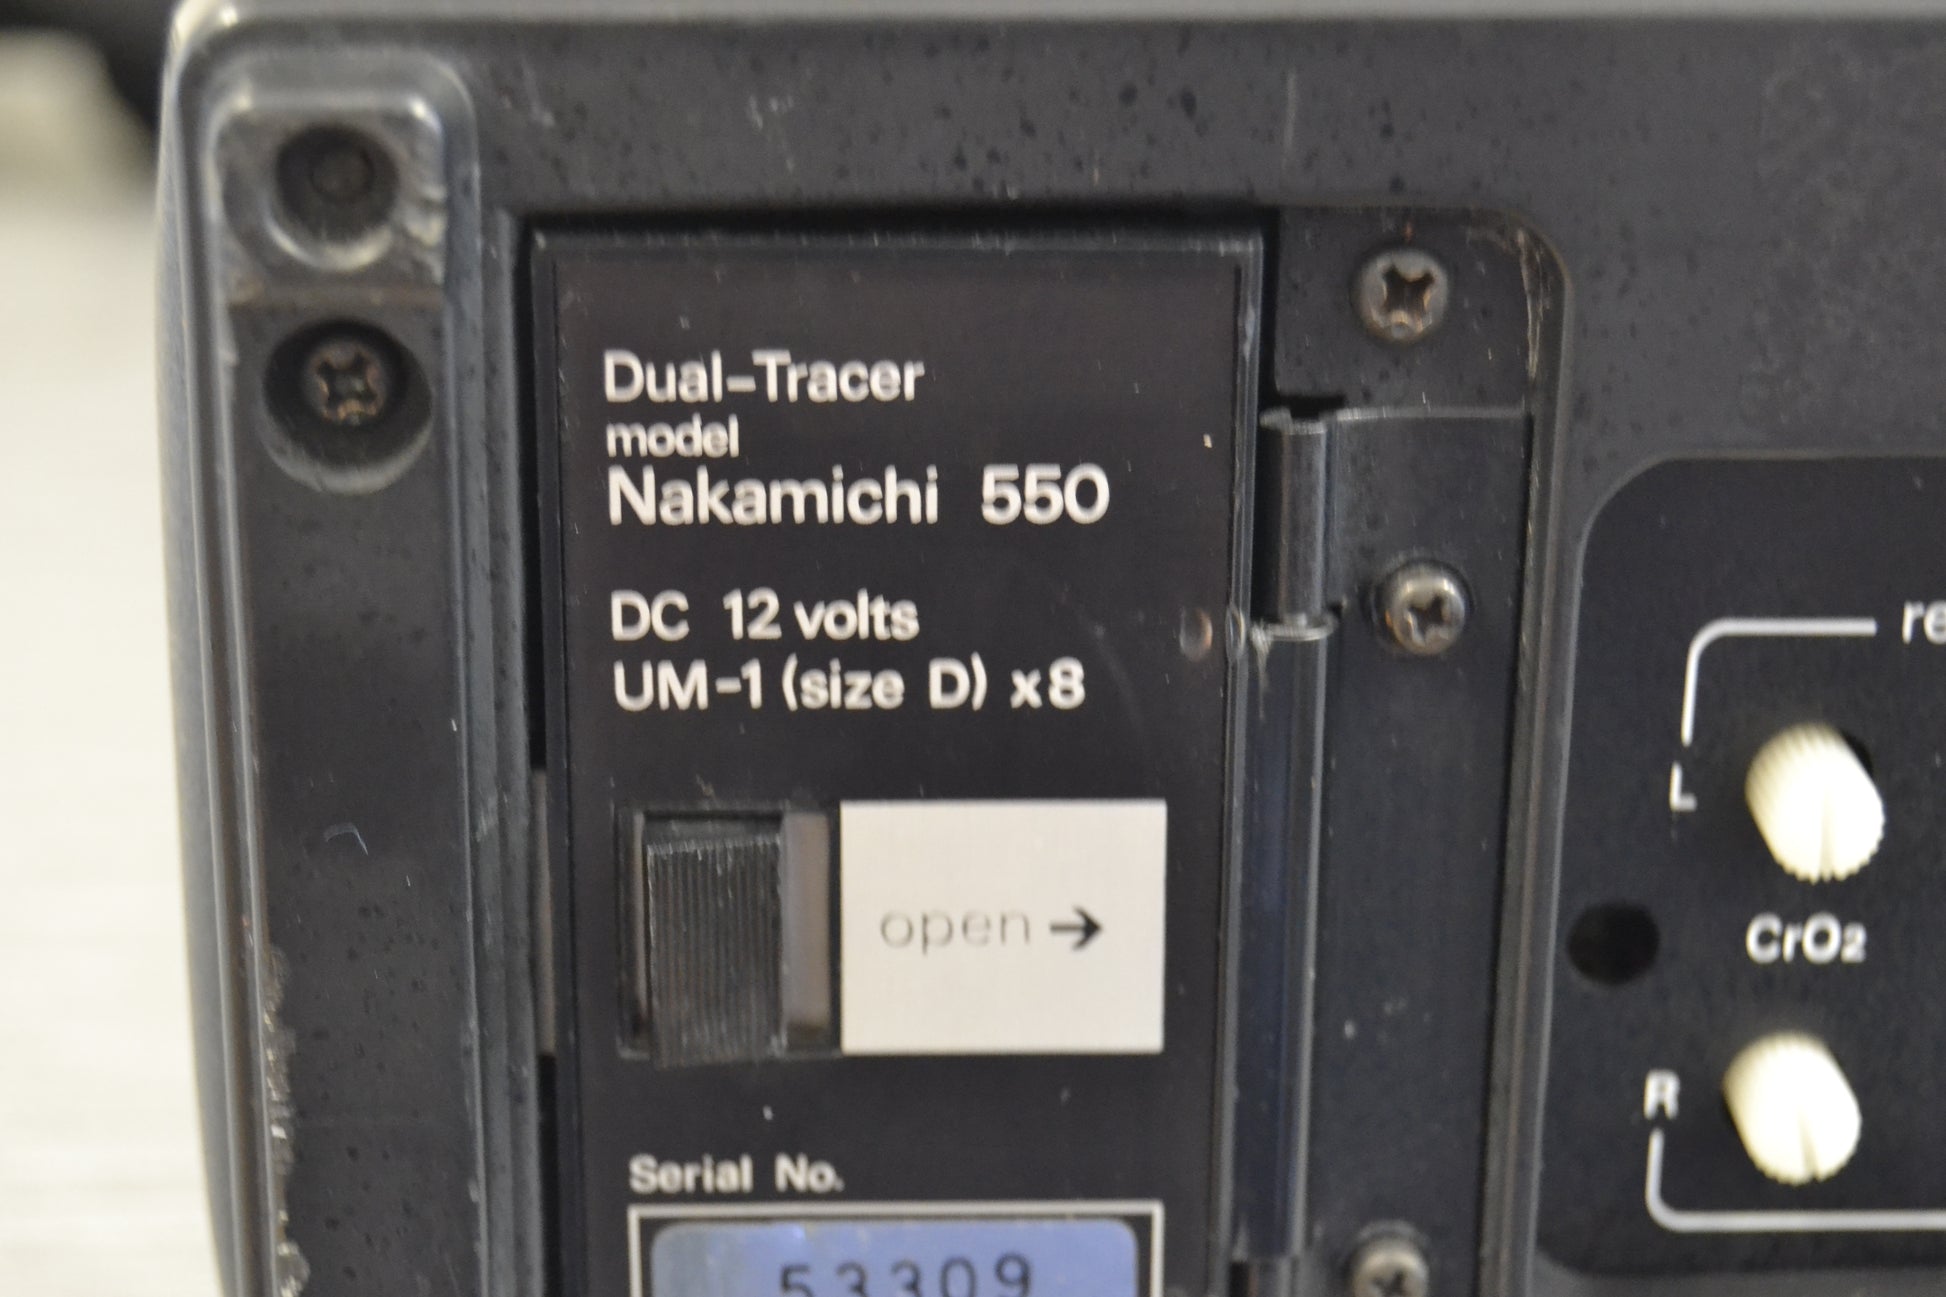 Dual-Tracer
model
Nakamichi 550
DC 12 volts
UM-1 (size D) x8
open →
Serial No.
53309
L
CrO2
R